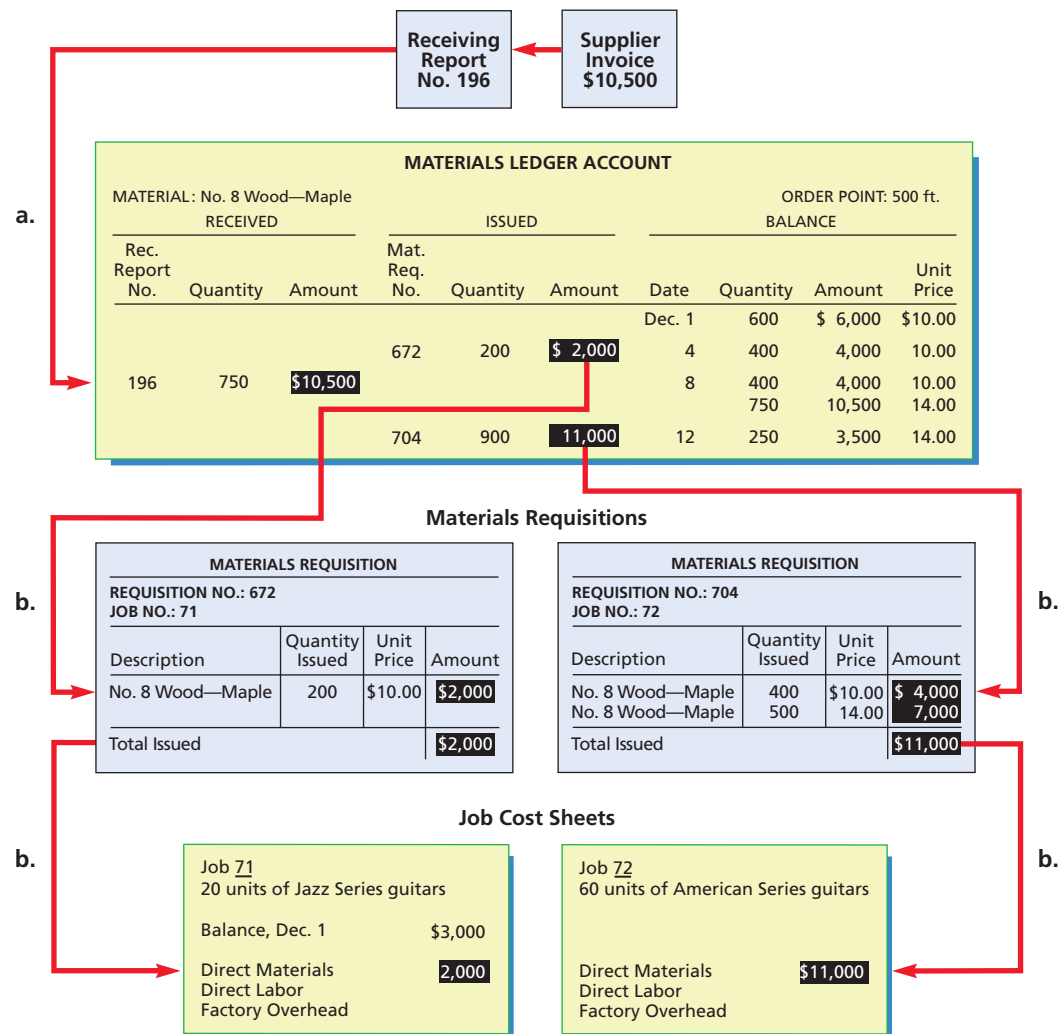 Receiving Report No. 196
Supplier Invoice $10,500
a.
MATERIALS LEDGER ACCOUNT
MATERIAL: No. 8 Wood—Maple ORDER POINT: 500 ft.
RECEIVED ISSUED BALANCE
Rec. Report No. Quantity Amount Mat. Req. No. Quantity Amount Date Quantity Amount Unit Price
Dec. 1 600 $ 6,000 $10.00
672 200 $ 2,000 4 400 4,000 10.00
196 750 $10,500 8 400 4,000 10.00
750 10,500 14.00
704 900 11,000 12 250 3,500 14.00
Materials Requisitions
b.
MATERIALS REQUISITION
REQUISITION NO.: 672
JOB NO.: 71
Description Quantity Issued Unit Price Amount
No. 8 Wood—Maple 200 $10.00 $2,000
Total Issued $2,000
b.
MATERIALS REQUISITION
REQUISITION NO.: 704
JOB NO.: 72
Description Quantity Issued Unit Price Amount
No. 8 Wood—Maple 400 $10.00 $ 4,000
No. 8 Wood—Maple 500 14.00 7,000
Total Issued $11,000
Job Cost Sheets
b.
Job 71
20 units of Jazz Series guitars
Balance, Dec. 1 $3,000
Direct Materials 2,000
Direct Labor
Factory Overhead
b.
Job 72
60 units of American Series guitars
Direct Materials $11,000
Direct Labor
Factory Overhead